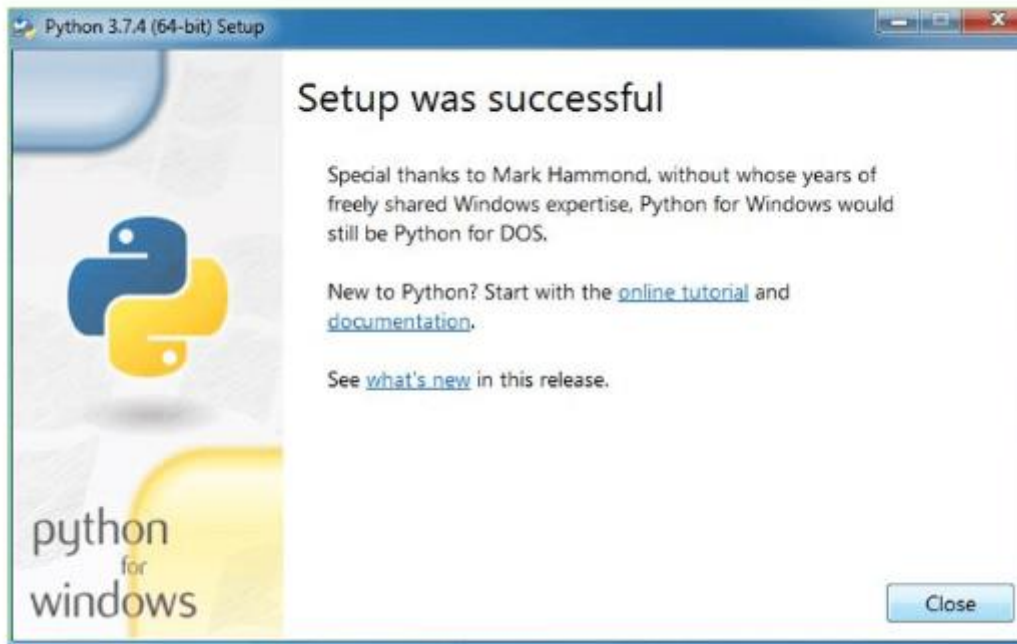 Python 3.7.4 (64-bit) Setup
Setup was successful
Special thanks to Mark Hammond, without whose years of
freely shared Windows expertise, Python for Windows would
still be Python for DOS.
New to Python? Start with the online tutorial and
documentation.
See what's new in this release.
python
for
windows
Close